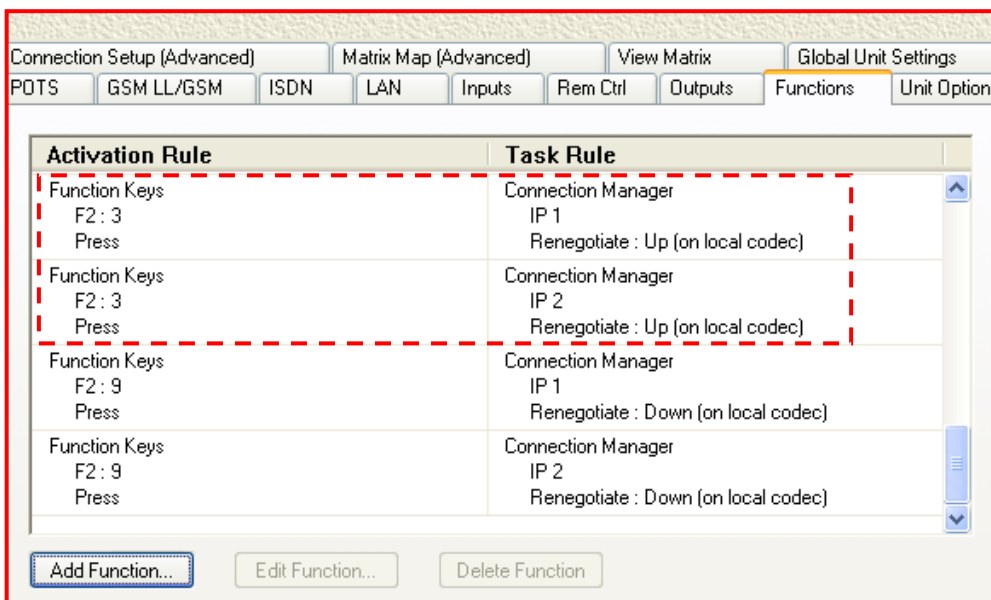 Connection Setup (Advanced) Matrix Map (Advanced) View Matrix Global Unit Settings
POTS GSM LL/GSM ISDN LAN Inputs Rem Ctrl Outputs Functions Unit Option
Activation Rule Task Rule
Function Keys Connection Manager
F2 : 3 IP 1
Press Renegotiate : Up (on local codec)
Function Keys Connection Manager
F2 : 3 IP 2
Press Renegotiate : Up (on local codec)
Function Keys Connection Manager
F2 : 9 IP 1
Press Renegotiate : Down (on local codec)
Function Keys Connection Manager
F2 : 9 IP 2
Press Renegotiate : Down (on local codec)
Add Function... Edit Function... Delete Function